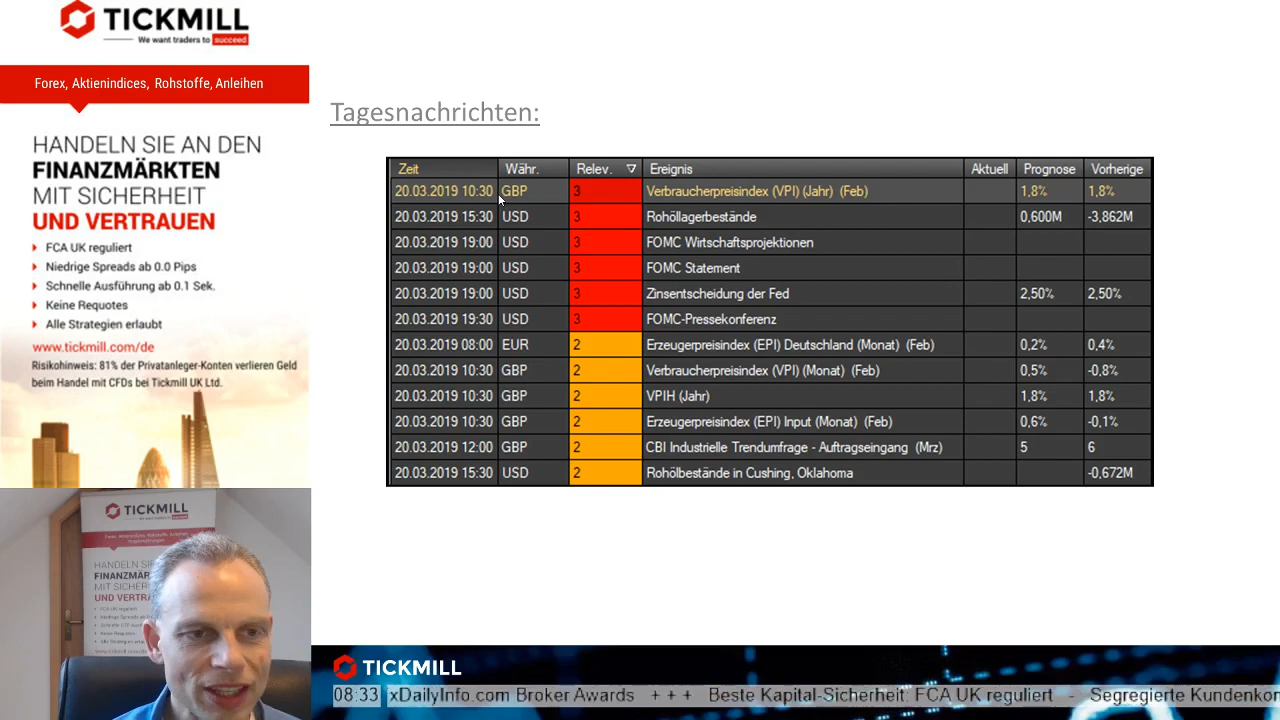 TICKMILL
We want traders to succeed
Forex, Aktienindices, Rohstoffe, Anleihen
HANDELN SIE AN DEN
FINANZMÄRKTEN
MIT SICHERHEIT
UND VERTRAUEN
FCA UK reguliert
Niedrige Spreads ab 0.0 Pips
Schnelle Ausführung ab 0.1 Sek.
Keine Requotes
Alle Strategien erlaubt
www.tickmill.com/de
Risikohinweis: 81% der Privatanleger-Konten verlieren Geld
beim Handel mit CFDs bei Tickmill UK Ltd.
Tagesnachrichten:
Zeit Währ. Relev. Ereignis Aktuell Prognose Vorherige
20.03.2019 10:30 GBP 3 Verbraucherpreisindex (VPI) (Jahr) (Feb) 1,8% 1,8%
20.03.2019 15:30 USD 3 Rohöllagerbestände 0,600M -3,862M
20.03.2019 19:00 USD 3 FOMC Wirtschaftsprojektionen
20.03.2019 19:00 USD 3 FOMC Statement
20.03.2019 19:00 USD 3 Zinsentscheidung der Fed 2,50% 2,50%
20.03.2019 19:30 USD 3 FOMC-Pressekonferenz
20.03.2019 08:00 EUR 2 Erzeugerpreisindex (EPI) Deutschland (Monat) (Feb) 0,2% 0,4%
20.03.2019 10:30 GBP 2 Verbraucherpreisindex (VPI) (Monat) (Feb) 0,5% -0,8%
20.03.2019 10:30 GBP 2 VPIH (Jahr) 1,8% 1,8%
20.03.2019 10:30 GBP 2 Erzeugerpreisindex (EPI) Input (Monat) (Feb) 0,6% -0,1%
20.03.2019 12:00 GBP 2 CBI Industrielle Trendumfrage - Auftragseingang (Mrz) 5 6
20.03.2019 15:30 USD 2 Rohölbestände in Cushing, Oklahoma -0,672M
TICKMILL
HANDELN SI
FINANZMÄR
MIT SICHER
UND VERTRA
FCA UK reguliert
TICKMILL
08:33 xDailyInfo.com Broker Awards + + + Beste Kapital-Sicherheit: FCA UK reguliert - Segregierte Kundenkon